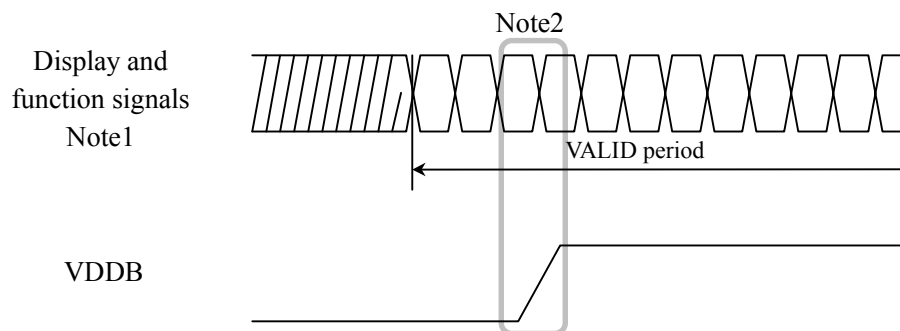 Note2
Display and
function signals
Note1
VALID period
VDDB